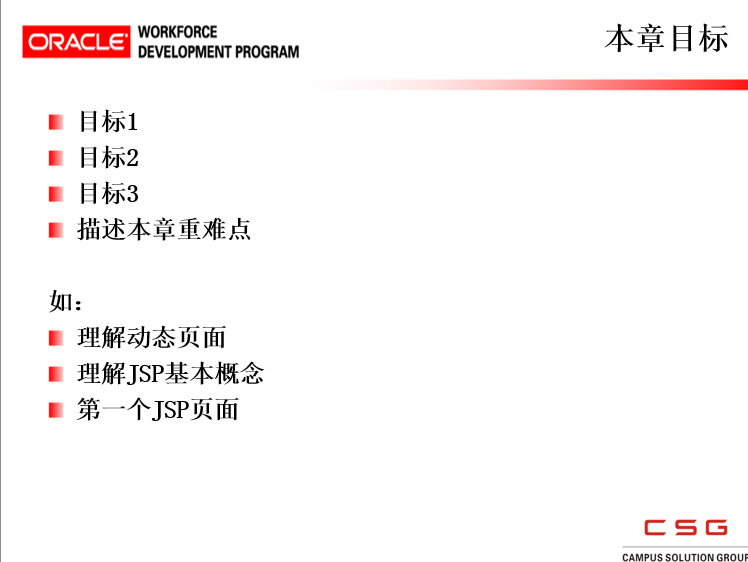 ORACLE
WORKFORCE
DEVELOPMENT PROGRAM
本章目标
目标1
目标2
目标3
描述本章重难点
如：
理解动态页面
理解JSP基本概念
第一个JSP页面
CSG
CAMPUS SOLUTION GROUP